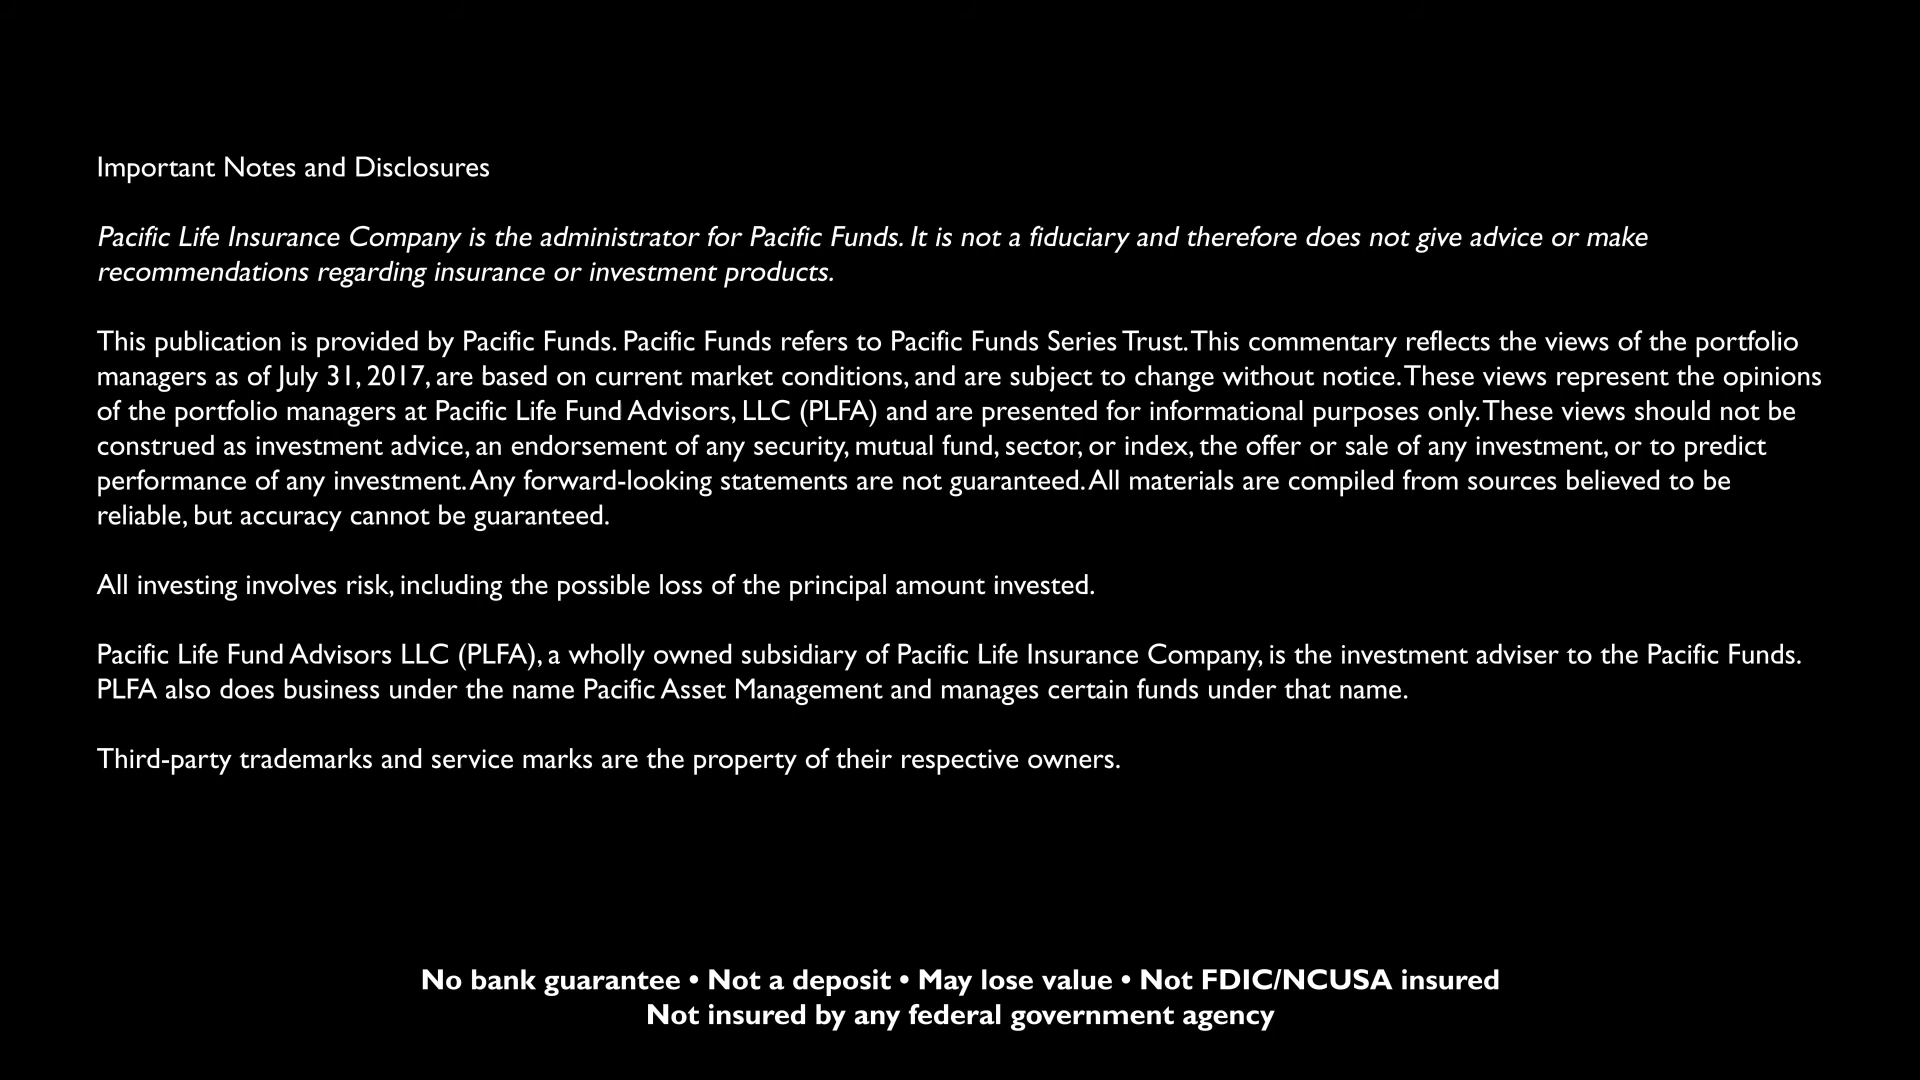 Important Notes and Disclosures
Pacific Life Insurance Company is the administrator for Pacific Funds. It is not a fiduciary and therefore does not give advice or make
recommendations regarding insurance or investment products.
This publication is provided by Pacific Funds. Pacific Funds refers to Pacific Funds Series Trust. This commentary reflects the views of the portfolio
managers as of July 31, 2017, are based on current market conditions, and are subject to change without notice. These views represent the opinions
of the portfolio managers at Pacific Life Fund Advisors, LLC (PLFA) and are presented for informational purposes only. These views should not be
construed as investment advice, an endorsement of any security, mutual fund, sector, or index, the offer or sale of any investment, or to predict
performance of any investment. Any forward-looking statements are not guaranteed. All materials are compiled from sources believed to be
reliable, but accuracy cannot be guaranteed.
All investing involves risk, including the possible loss of the principal amount invested.
Pacific Life Fund Advisors LLC (PLFA), a wholly owned subsidiary of Pacific Life Insurance Company, is the investment adviser to the Pacific Funds.
PLFA also does business under the name Pacific Asset Management and manages certain funds under that name.
Third-party trademarks and service marks are the property of their respective owners.
No bank guarantee • Not a deposit • May lose value • Not FDIC/NCUSA insured
Not insured by any federal government agency